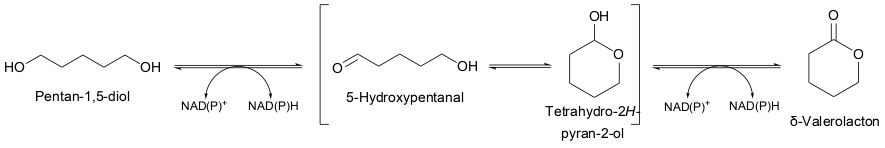 HO
OH
Pentan-1,5-diol
NAD(P)+
NAD(P)H
O
OH
5-Hydroxypentanal
OH
O
Tetrahydro-2H-
pyran-2-ol
NAD(P)+
NAD(P)H
O
O
δ-Valerolacton